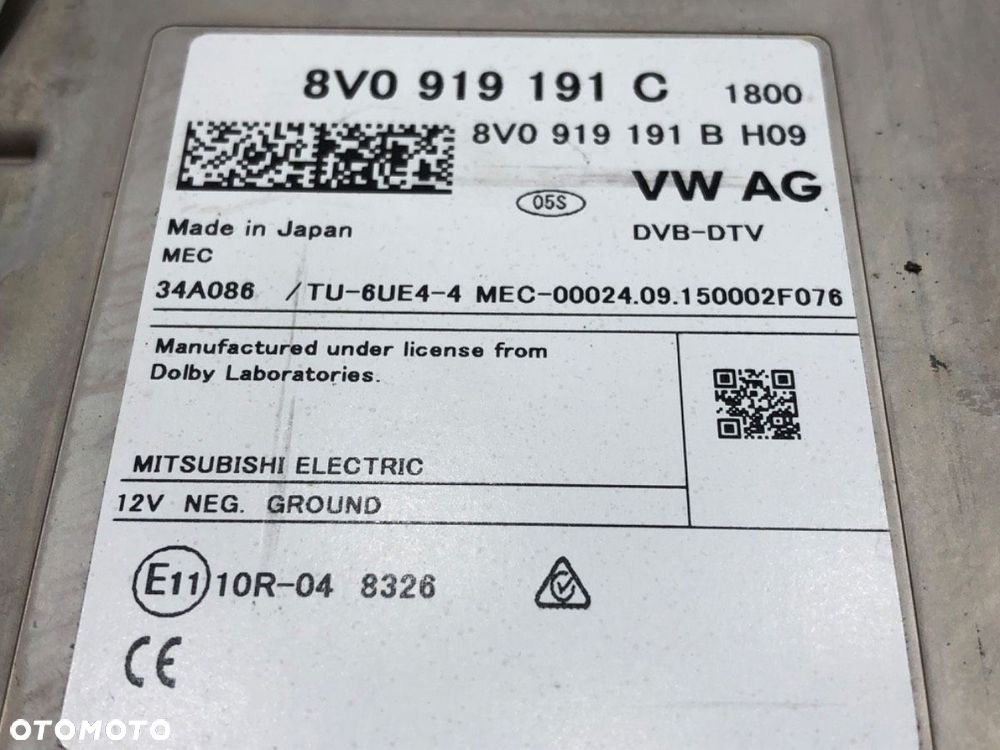 8V0 919 191 C 1800
8V0 919 191 B H09
05S
VW AG
Made in Japan
DVB-DTV
MEC
34A086 /TU-6UE4-4 MEC-00024.09.150002F076
Manufactured under license from
Dolby Laboratories.
MITSUBISHI ELECTRIC
12V NEG. GROUND
E11 10R-04 8326
CE
OTOMOTO